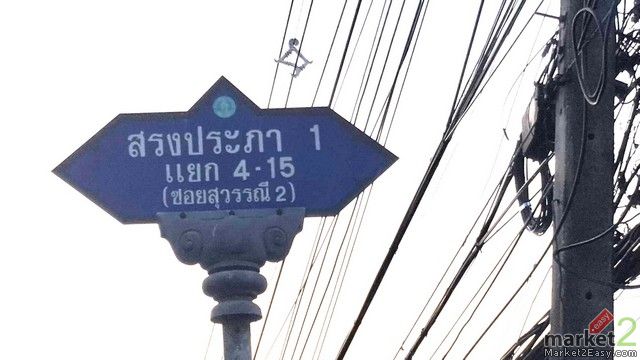 สรงประภา 1
แยก 4-15
(ซอยสุวรรณี 2)
easy
market2
Market2Easy.com